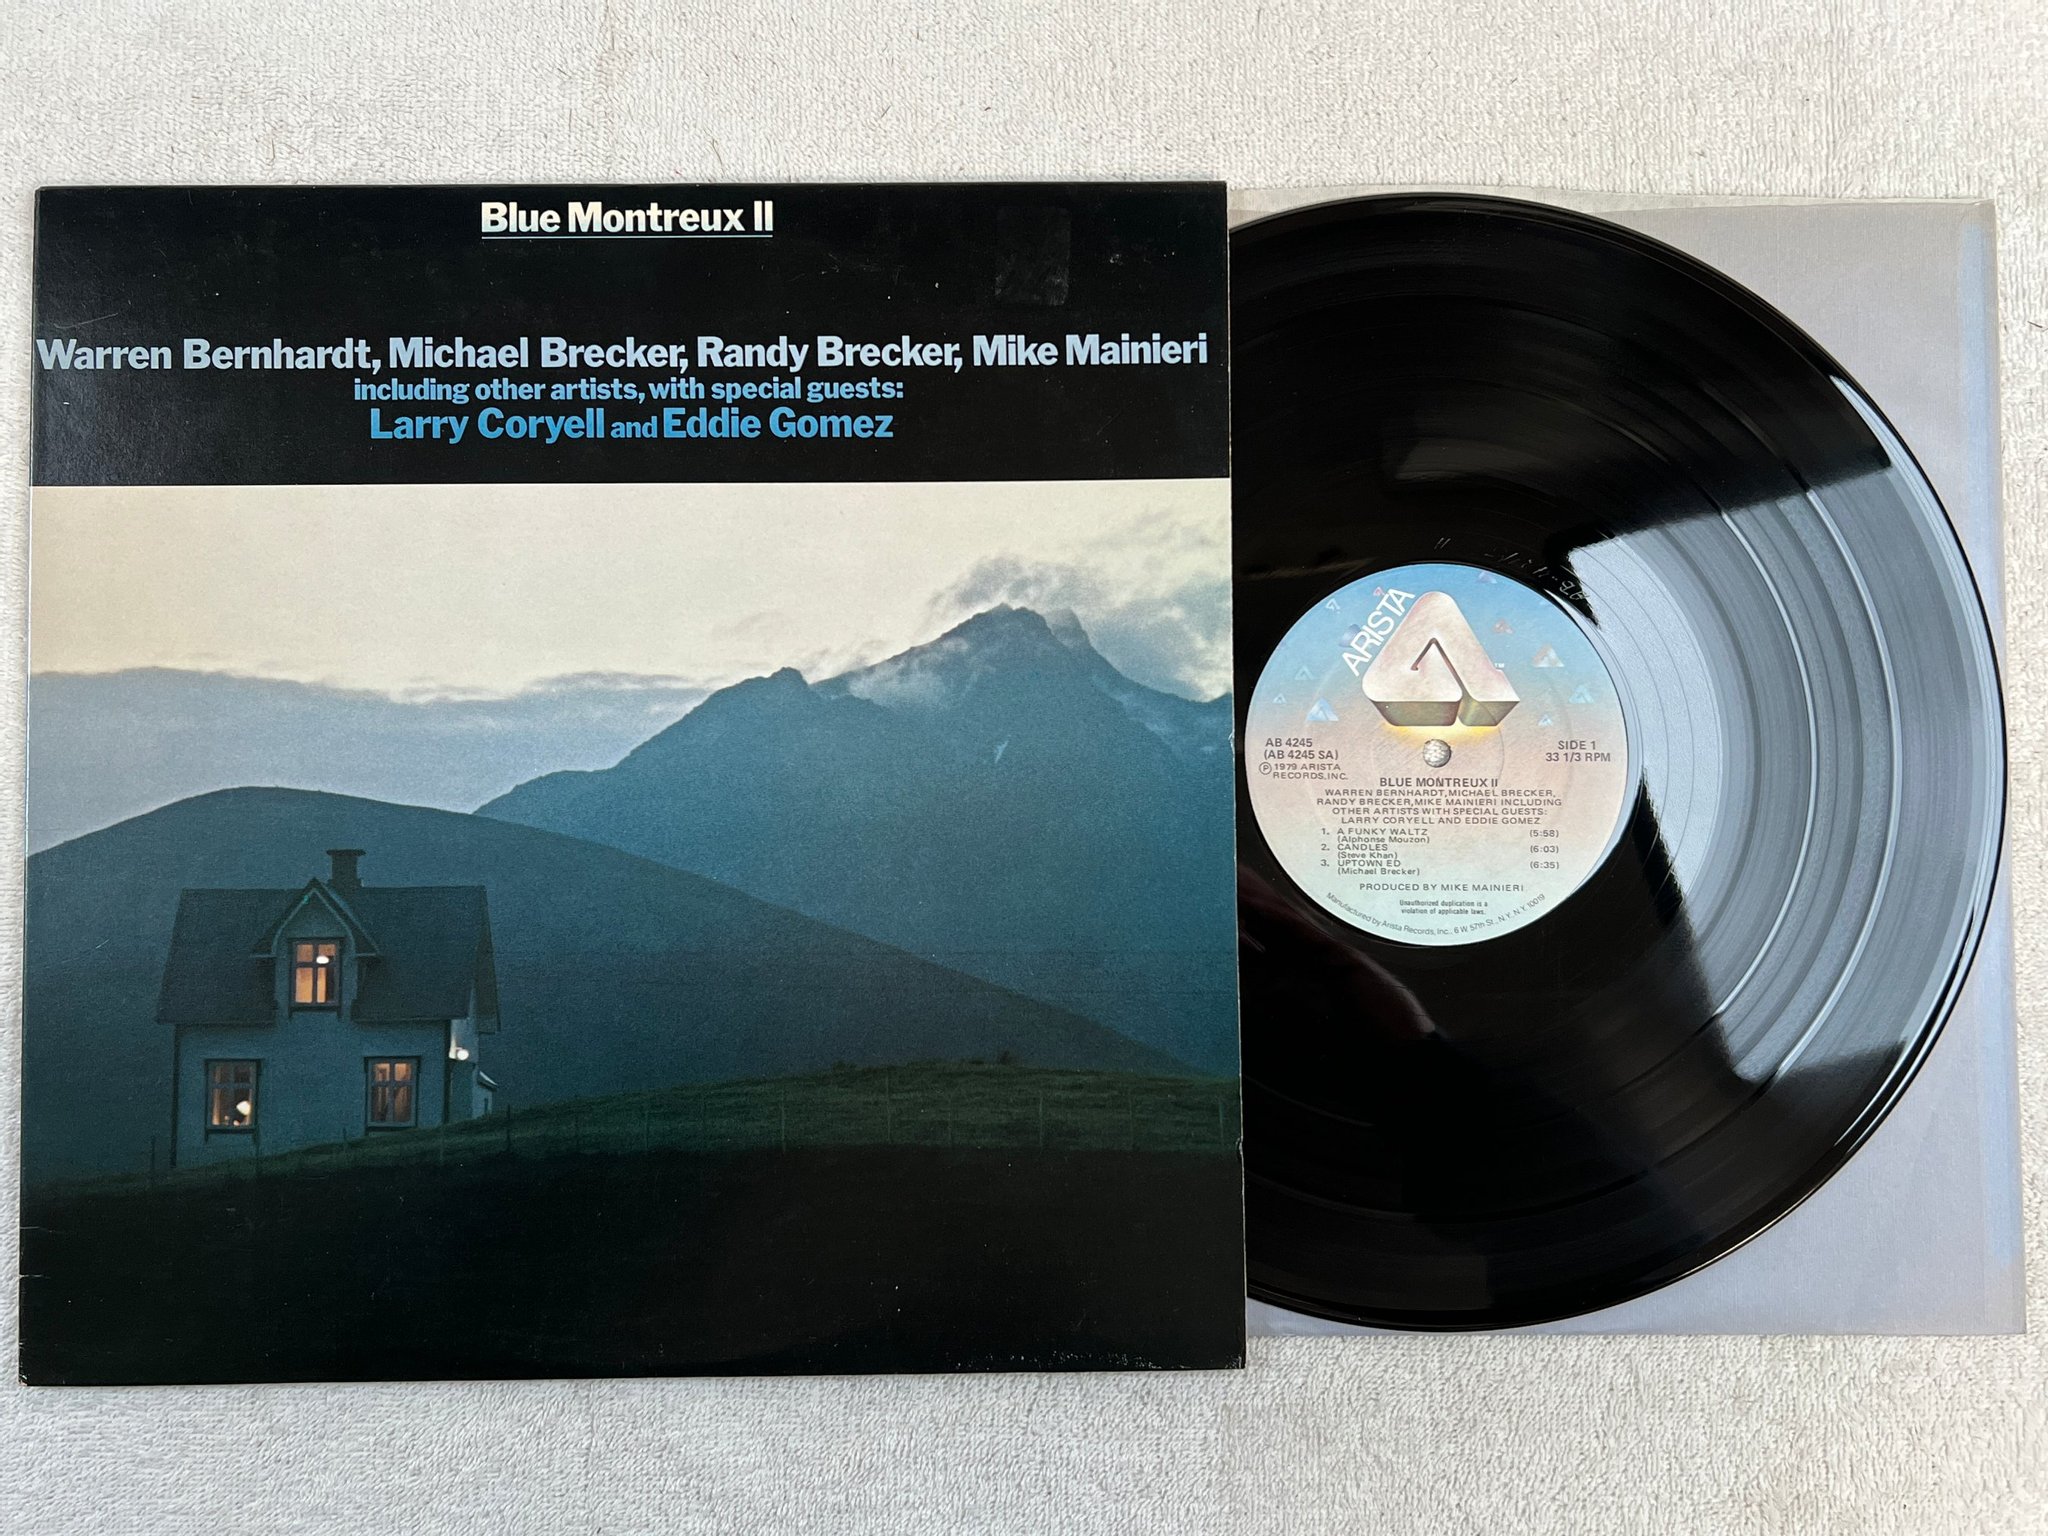 Blue Montreux II
Warren Bernhardt, Michael Brecker, Randy Brecker, Mike Mainieri
including other artists, with special guests:
Larry Coryell and Eddie Gomez
ARISTA
TM
AB 4245
(AB 4245 SA)
Ⓟ 1979 ARISTA
RECORDS, INC.
SIDE 1
33 1/3 RPM
BLUE MONTREUX II
WARREN BERNHARDT, MICHAEL BRECKER,
RANDY BRECKER, MIKE MAINIERI INCLUDING
OTHER ARTISTS WITH SPECIAL GUESTS:
LARRY CORYELL AND EDDIE GOMEZ
1. A FUNKY WALTZ (5:58)
(Alphonse Mouzon)
2. CANDLES (6:03)
(Steve Khan)
3. UPTOWN ED (6:35)
(Michael Brecker)
PRODUCED BY MIKE MAINIERI
Unauthorized duplication is a
violation of applicable laws.
Manufactured by Arista Records, Inc., 6 W. 57th St., N.Y., N.Y. 10019